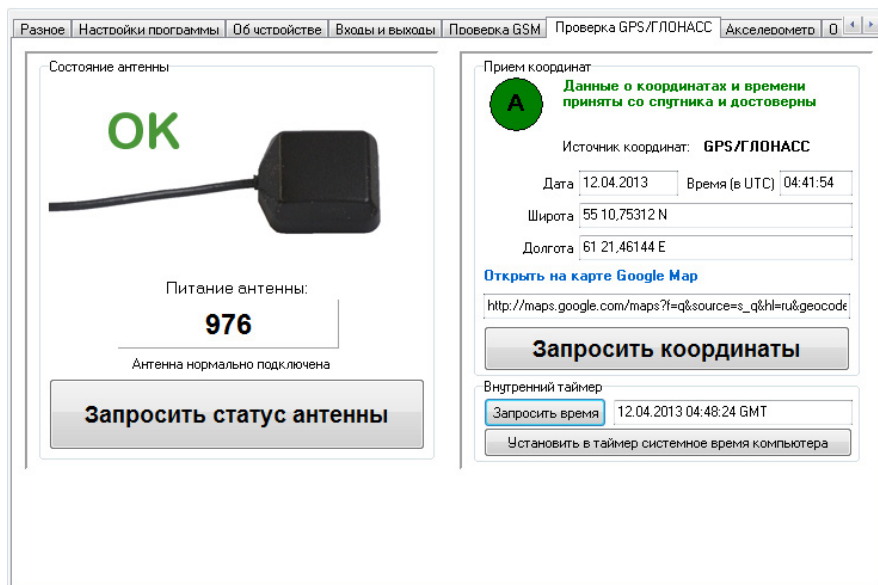 Разное
Настройки программы
Об устройстве
Входы и выходы
Проверка GSM
Проверка GPS/ГЛОНАСС
Акселерометр
О
Состояние антенны
OK
Питание антенны:
976
Антенна нормально подключена
Запросить статус антенны
Прием координат
A
Данные о координатах и времени
приняты со спутника и достоверны
Источник координат: GPS/ГЛОНАСС
Дата 12.04.2013 Время (в UTC) 04:41:54
Широта 55 10,75312 N
Долгота 61 21,46144 E
Открыть на карте Google Map
http://maps.google.com/maps?f=q&source=s_q&hl=ru&geocode
Запросить координаты
Внутренний таймер
Запросить время 12.04.2013 04:48:24 GMT
Установить в таймер системное время компьютера